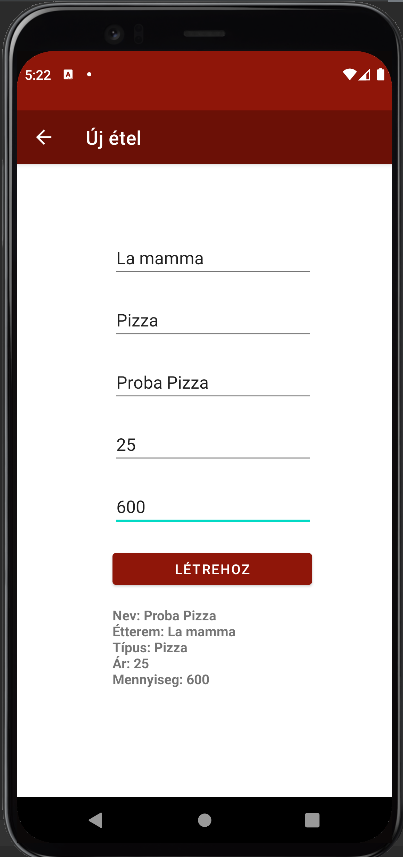 5:22
Új étel
La mamma
Pizza
Proba Pizza
25
600
LÉTREHOZ
Nev: Proba Pizza
Étterem: La mamma
Típus: Pizza
Ár: 25
Mennyiseg: 600